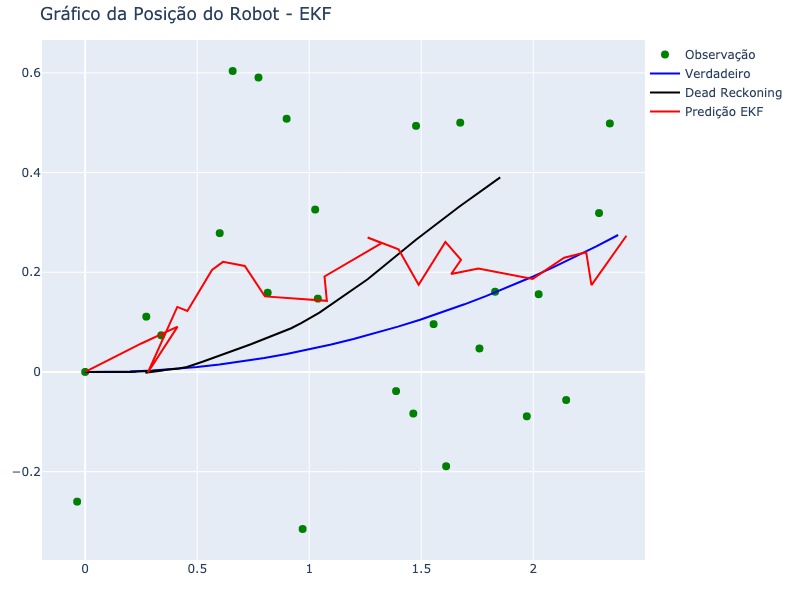 Gráfico da Posição do Robot - EKF
Observação
Verdadeiro
Dead Reckoning
Predição EKF
0.6
0.4
0.2
0
−0.2
0
0.5
1
1.5
2